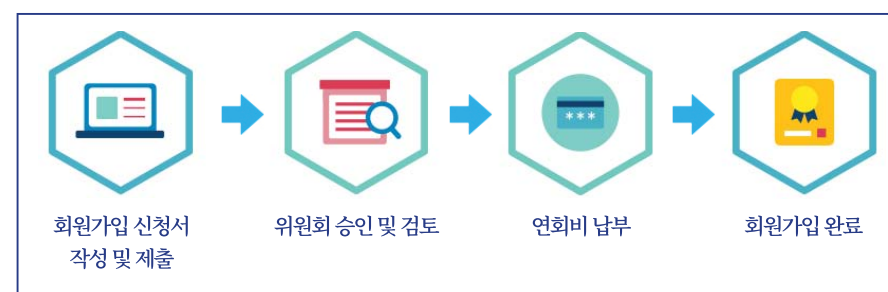 회원가입 신청서
작성 및 제출
위원회 승인 및 검토
***
연회비 납부
회원가입 완료